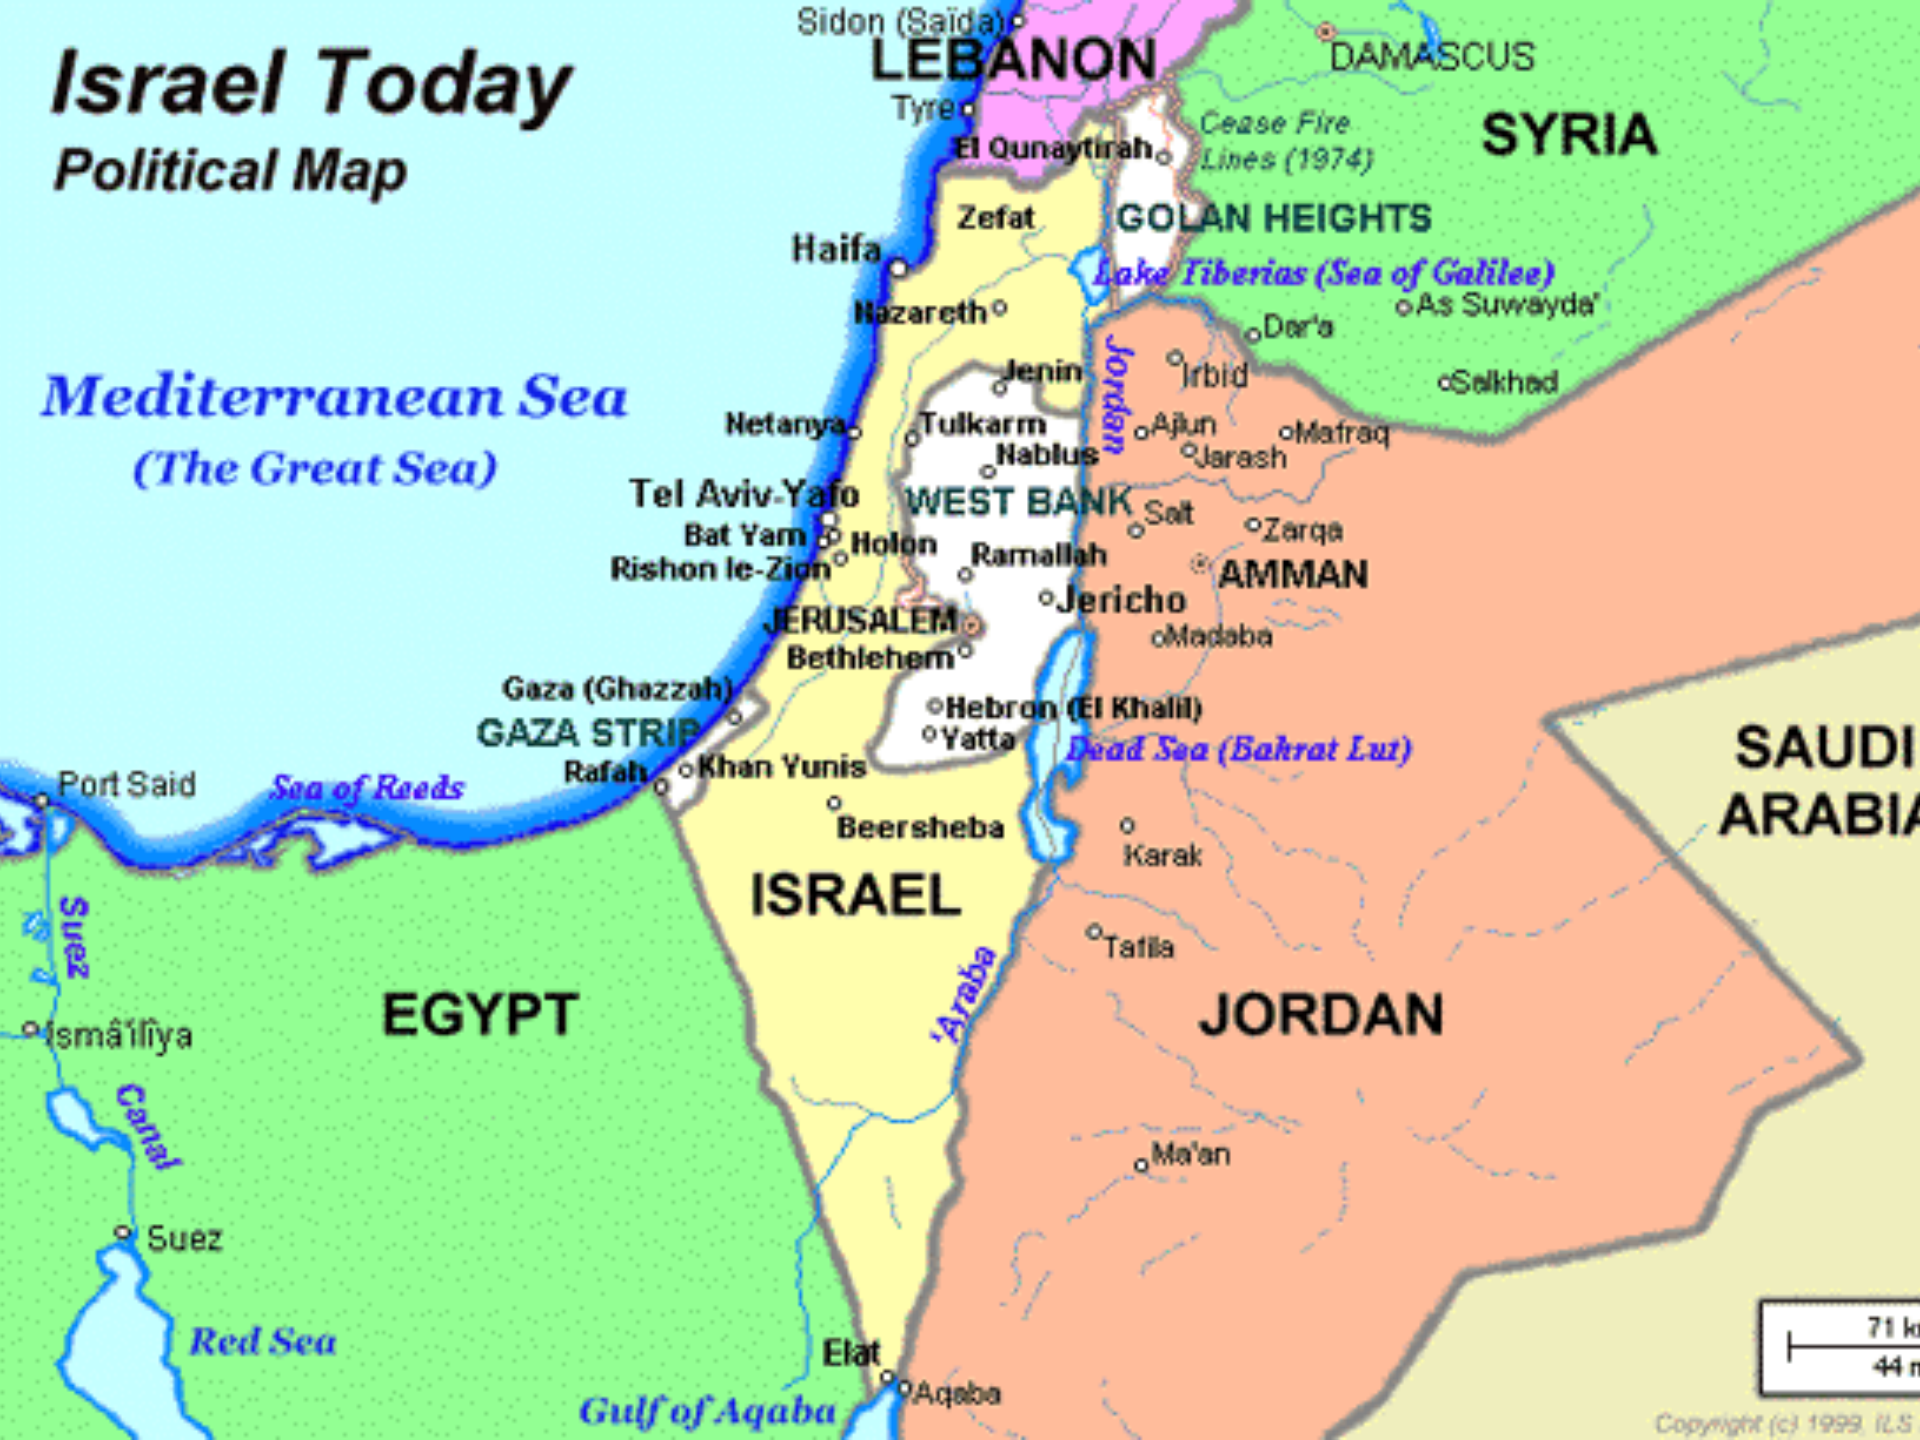 Israel Today
Political Map
Sidon (Saïda)
LEBANON
DAMASCUS
Tyre
Cease Fire
Lines (1974)
SYRIA
El Qunaytirah
Zefat
GOLAN HEIGHTS
Haifa
Lake Tiberias (Sea of Galilee)
Nazareth
As Suwayda'
Dar'a
Jenin
Jordan
Irbid
Salkhad
Mediterranean Sea
(The Great Sea)
Netanya
Tulkarm
Ajlun
Mafraq
Nablus
Jarash
Tel Aviv-Yafo
WEST BANK
Salt
Zarqa
Bat Yam
Holon
Ramallah
Rishon le-Zion
AMMAN
Jericho
JERUSALEM
Madaba
Bethlehem
Gaza (Ghazzah)
Hebron (El Khalil)
GAZA STRIP
Yatta
Dead Sea (Bahrat Lut)
SAUDI
ARABIA
Rafah
Khan Yunis
Port Said
Sea of Reeds
Beersheba
Karak
ISRAEL
Suez
Tafila
'Araba
EGYPT
JORDAN
Ismâ'ilîya
Canal
Ma'an
Suez
Red Sea
Elat
Aqaba
Gulf of Aqaba
71
44
Copyright (c) 1999, ILS